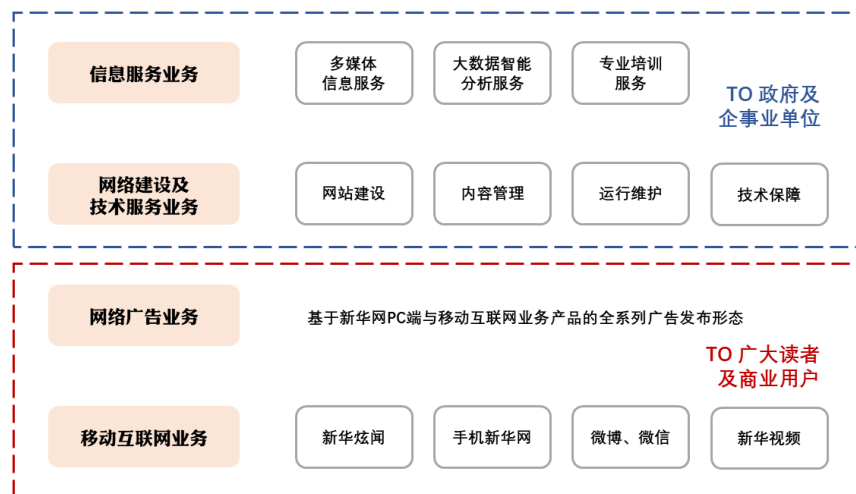 信息服务业务
多媒体
信息服务
大数据智能
分析服务
专业培训
服务
TO 政府及
企事业单位
网络建设及
技术服务业务
网站建设
内容管理
运行维护
技术保障
网络广告业务
基于新华网PC端与移动互联网业务产品的全系列广告发布形态
TO 广大读者
及商业用户
移动互联网业务
新华炫闻
手机新华网
微博、微信
新华视频